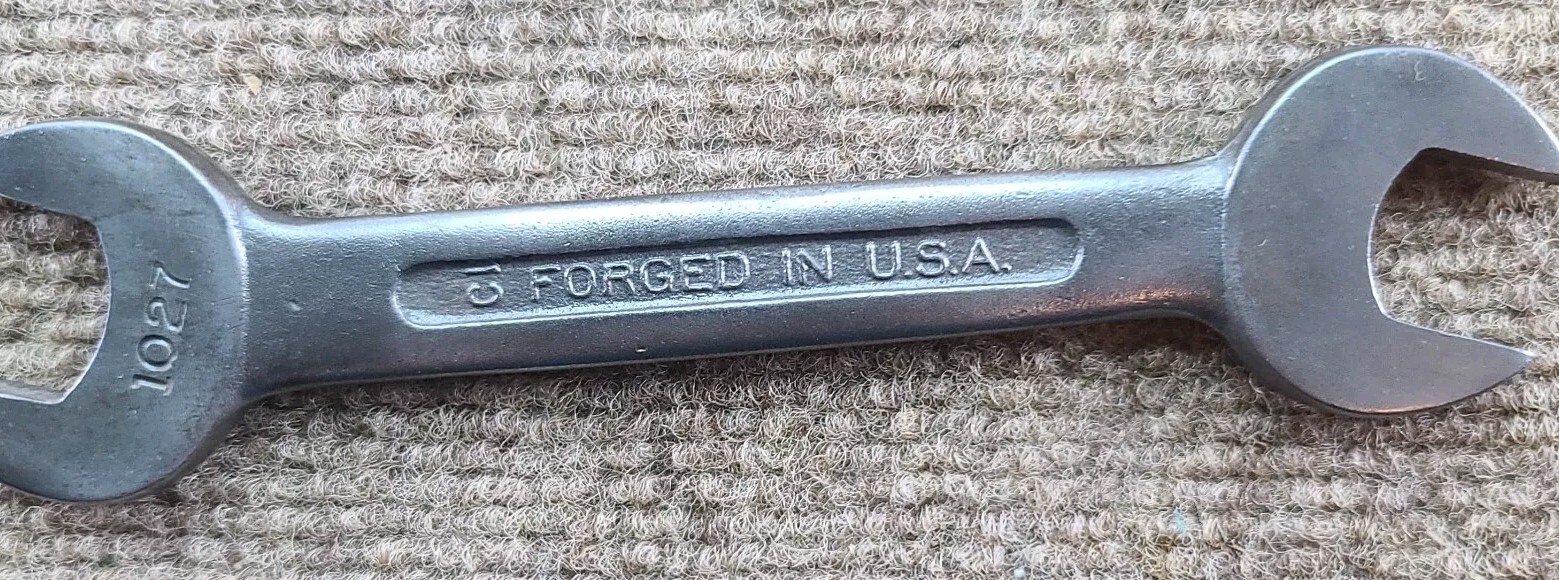 1027
FORGED IN U.S.A.